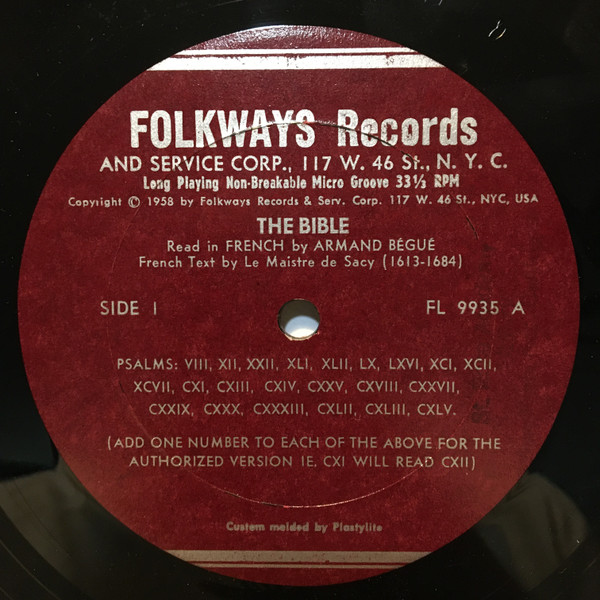 FOLKWAYS Records
AND SERVICE CORP., 117 W. 46 St., N. Y. C.
Long Playing Non-Breakable Micro Groove 33⅓ RPM
Copyright Ⓟ 1958 by Folkways Records & Serv. Corp. 117 W. 46 St., NYC, USA
THE BIBLE
Read in FRENCH by ARMAND BÉGUÉ
French Text by Le Maistre de Sacy (1613-1684)
SIDE I
FL 9935 A
PSALMS: VIII, XII, XXII, XLI, XLII, LX, LXVI, XCI, XCII,
XCVII, CXI, CXIII, CXIV, CXXV, CXVIII, CXXVII,
CXXIX, CXXX, CXXXIII, CXLII, CXLIII, CXLV.
(ADD ONE NUMBER TO EACH OF THE ABOVE FOR THE
AUTHORIZED VERSION IE, CXI WILL READ CXII)
Custom molded by Plastylite